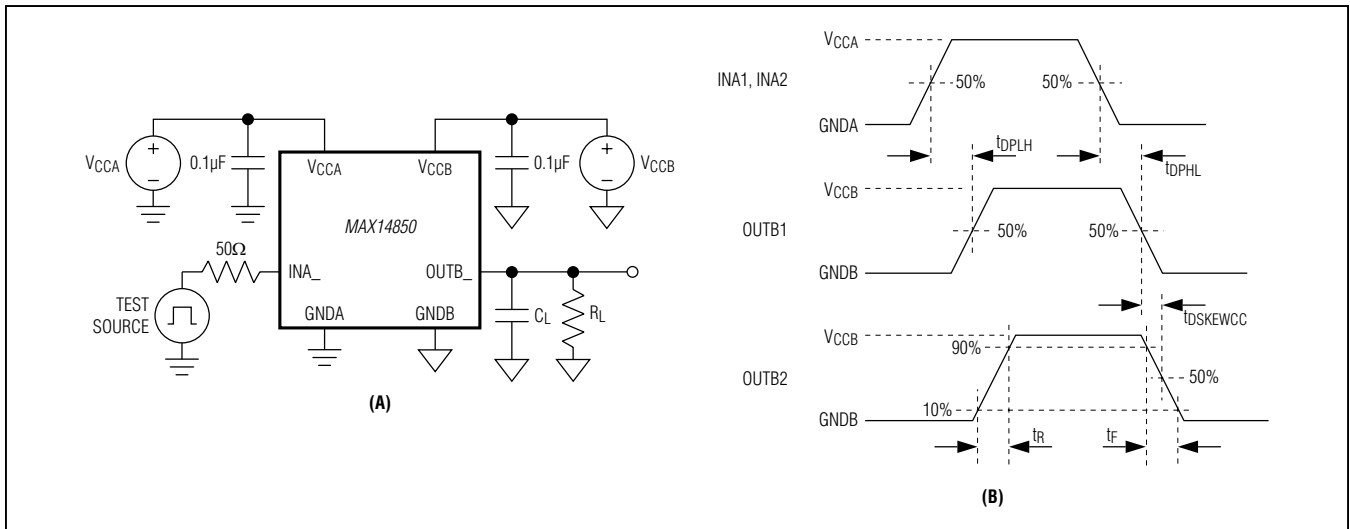 VCCA
0.1µF
VCCA
VCCB
0.1µF
VCCB
MAX14850
50Ω
INA_
OUTB_
TEST
SOURCE
GNDA
GNDB
CL
RL
(A)
VCCA
INA1, INA2
50%
50%
GNDA
tDPLH
tDPHL
VCCB
OUTB1
50%
50%
GNDB
tDSKEWCC
VCCB
90%
OUTB2
50%
10%
GNDB
tR
tF
(B)